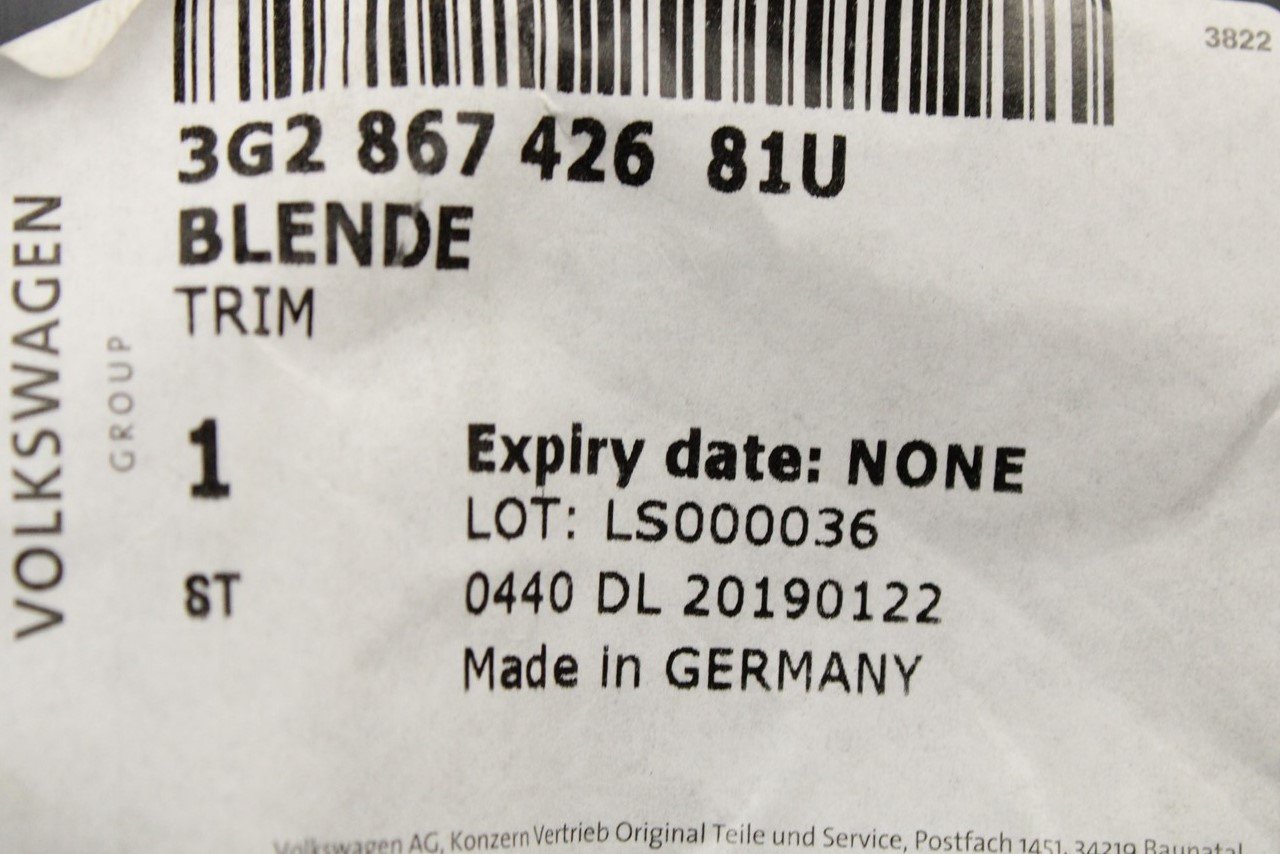 3822
3G2 867 426 81U
BLENDE
TRIM
VOLKSWAGEN
GROUP
1
Expiry date: NONE
LOT: LS000036
ST
0440 DL 20190122
Made in GERMANY
Volkswagen AG, Konzern Vertrieb Original Teile und Service, Postfach 1451, 34219 Baunatal